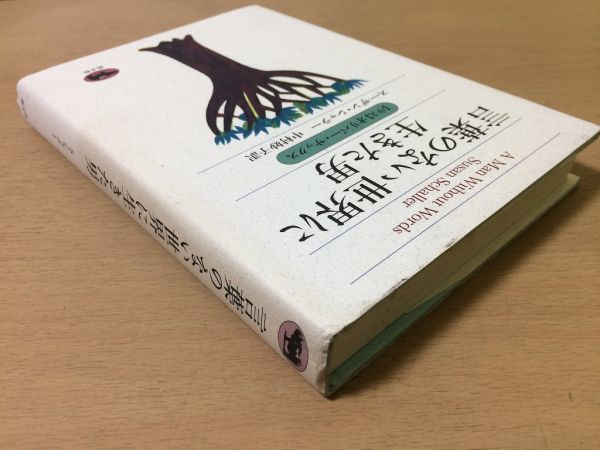 A Man Without Words
Susan Schaller
言葉のない世界に
生きた男
スーザン・シャラー 中村妙子訳
言葉のない世界に生きた男